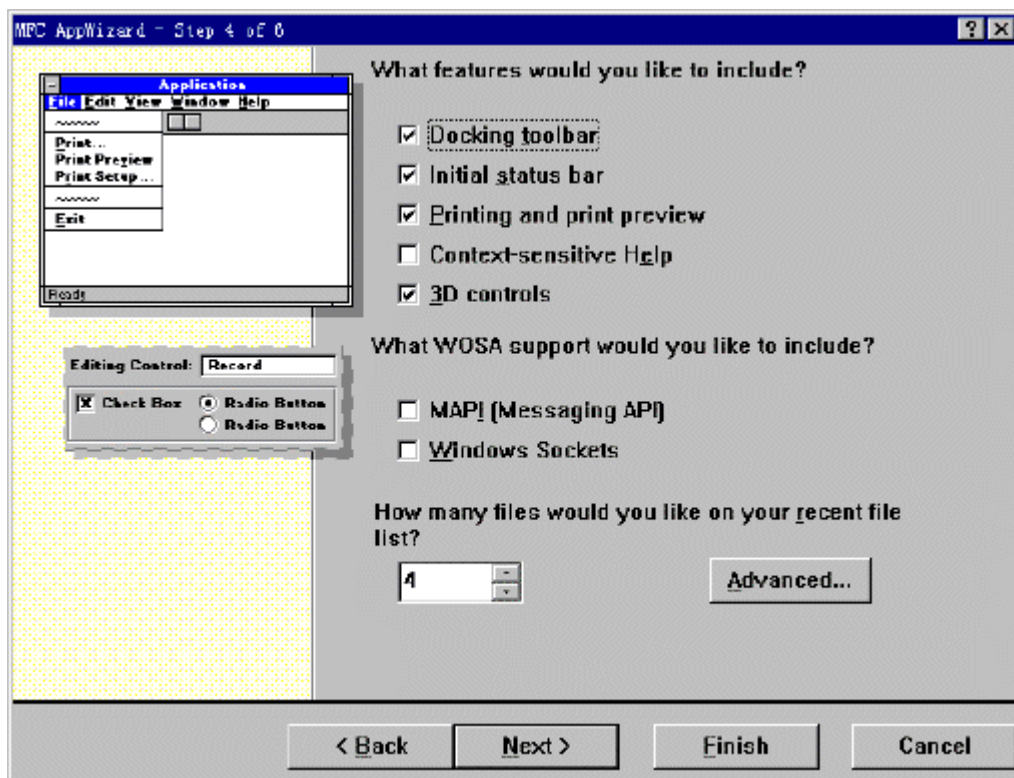 MFC AppWizard - Step 4 of 6
Application
File Edit View Window Help
Print...
Print Preview
Print Setup...
Exit
Ready
Editing Control: Record
Check Box Radio Button
Radio Button
What features would you like to include?
Docking toolbar
Initial status bar
Printing and print preview
Context-sensitive Help
3D controls
What WOSA support would you like to include?
MAPI (Messaging API)
Windows Sockets
How many files would you like on your recent file
list?
4
Advanced...
< Back Next > Finish Cancel